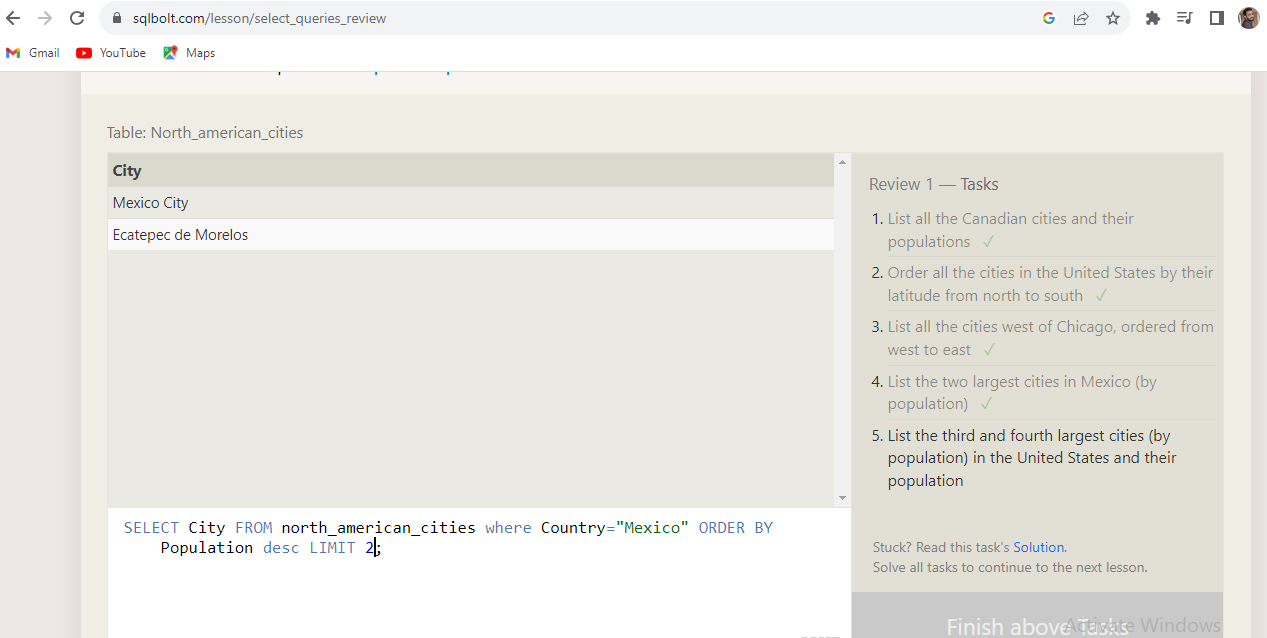 sqlbolt.com/lesson/select_queries_review
Gmail YouTube Maps
Table: North_american_cities
City
Mexico City
Ecatepec de Morelos
SELECT City FROM north_american_cities where Country="Mexico" ORDER BY
Population desc LIMIT 2;
Review 1 — Tasks
1. List all the Canadian cities and their
populations ✓
2. Order all the cities in the United States by their
latitude from north to south ✓
3. List all the cities west of Chicago, ordered from
west to east ✓
4. List the two largest cities in Mexico (by
population) ✓
5. List the third and fourth largest cities (by
population) in the United States and their
population
Stuck? Read this task's Solution.
Solve all tasks to continue to the next lesson.
Finish above Tasks
Activate Windows